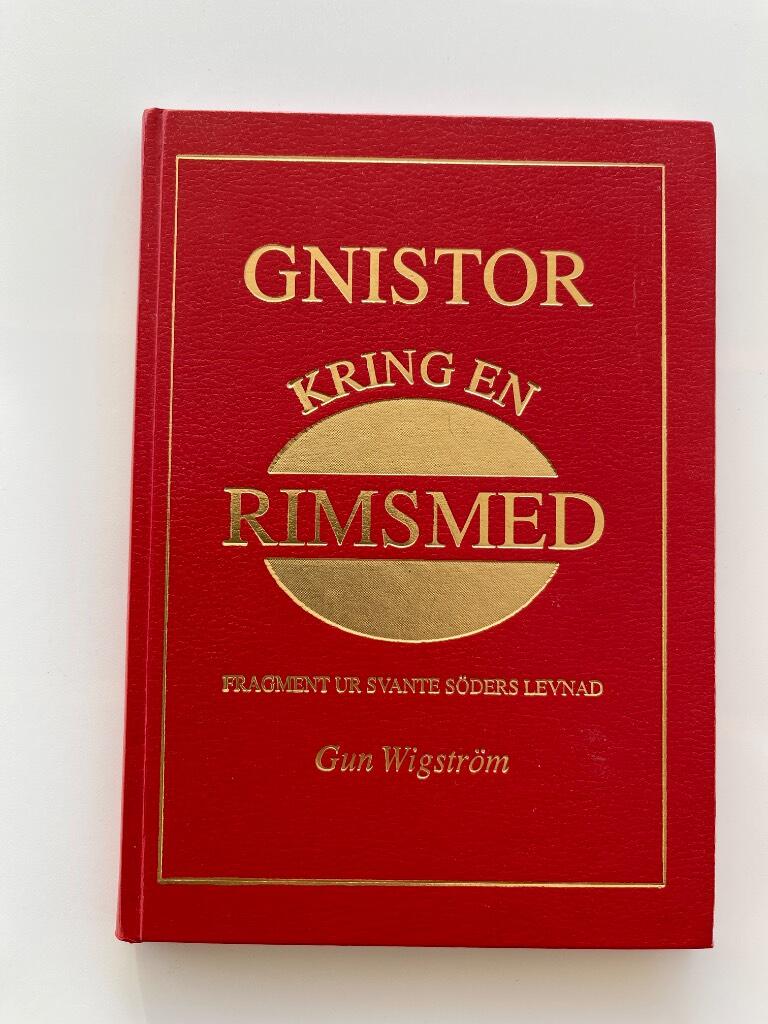 GNISTOR
KRING EN
RIMSMED
FRAGMENT UR SVANTE SÖDERS LEVNAD
Gun Wigström